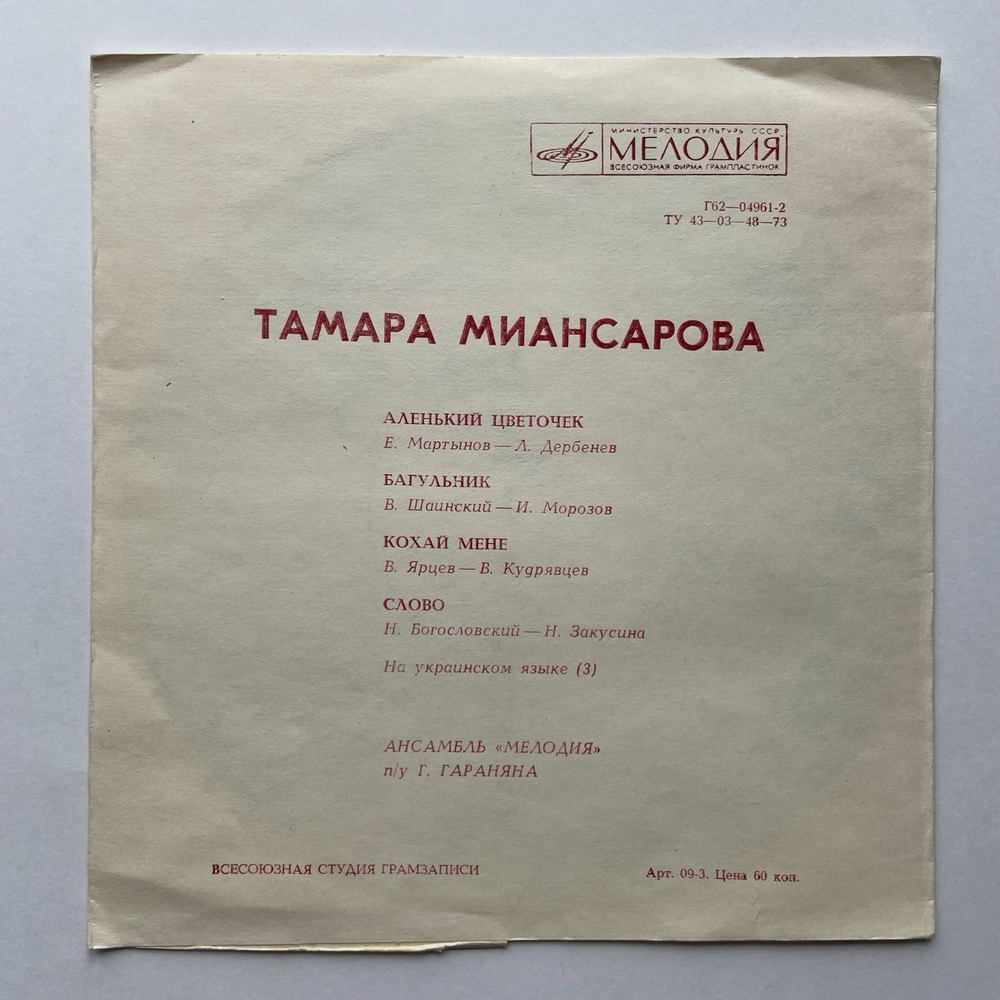 МИНИСТЕРСТВО КУЛЬТУРЫ СССР
МЕЛОДИЯ
ВСЕСОЮЗНАЯ ФИРМА ГРАМПЛАСТИНОК
Г62—04961-2
ТУ 43—03—48—73
ТАМАРА МИАНСАРОВА
АЛЕНЬКИЙ ЦВЕТОЧЕК
Е. Мартынов — Л. Дербенев
БАГУЛЬНИК
В. Шаинский — И. Морозов
КОХАЙ МЕНЕ
В. Ярцев — В. Кудрявцев
СЛОВО
Н. Богословский — Н. Закусина
На украинском языке (3)
АНСАМБЛЬ «МЕЛОДИЯ»
п/у Г. ГАРАНЯНА
ВСЕСОЮЗНАЯ СТУДИЯ ГРАМЗАПИСИ
Арт. 09-3. Цена 60 коп.